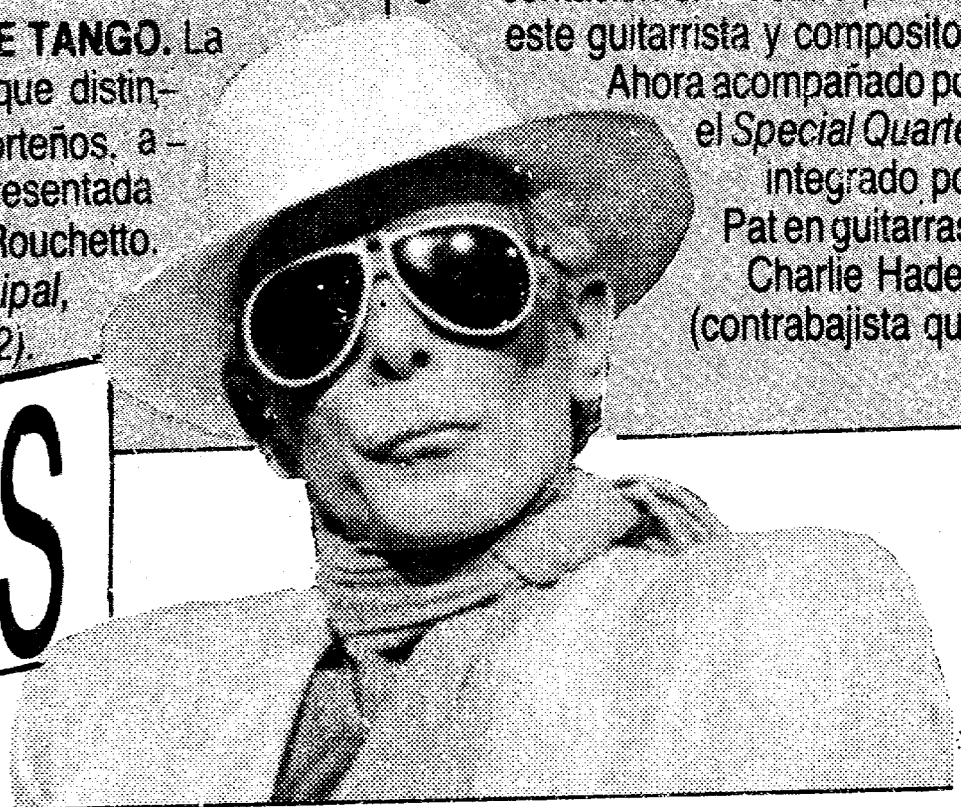 E TANGO. La
que distin-
orteños. a-
esentada
Rouchetto.
ipal,
2).
S
este guitarrista y composito
Ahora acompañado po
el Special Quarte
integrado po
Pat en guitarras
Charlie Hade
(contrabajista qu